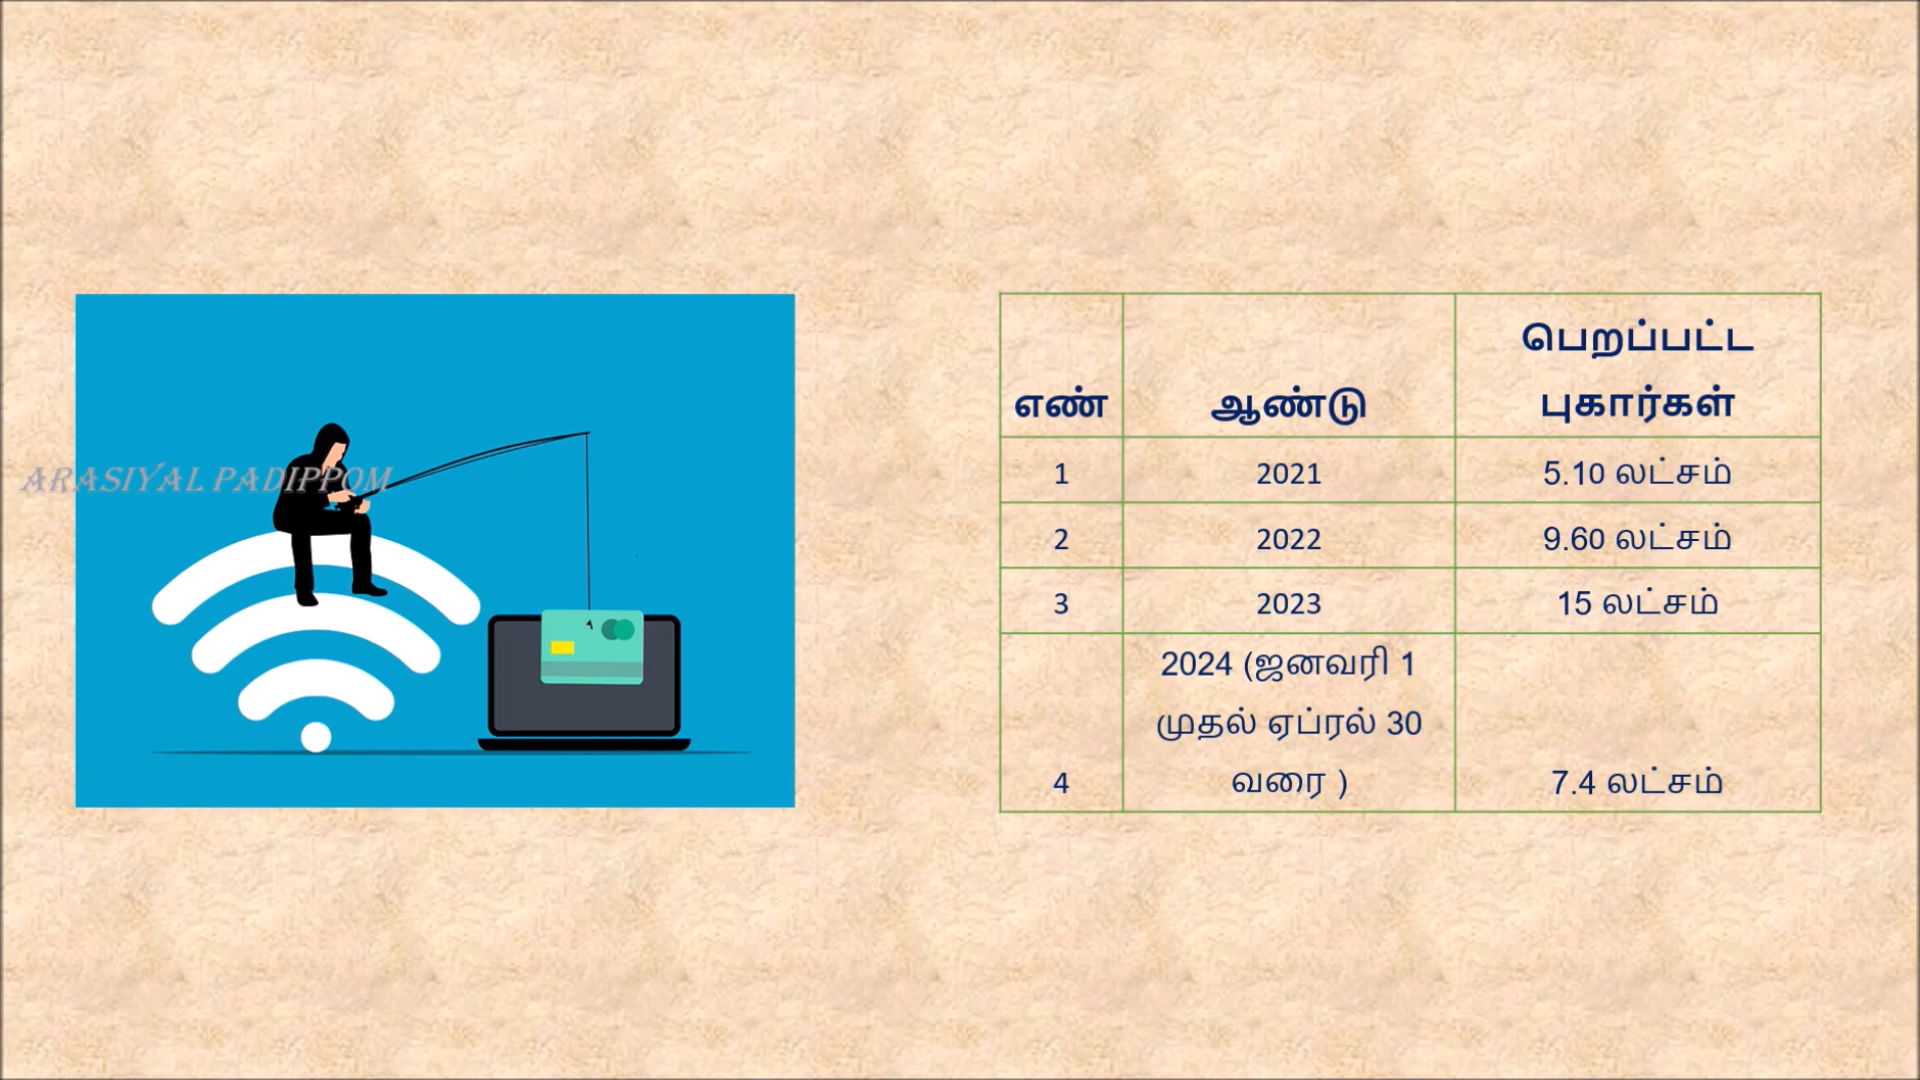 ARASIYAL PADIPPOM
பெறப்பட்ட
எண் ஆண்டு புகார்கள்
1 2021 5.10 லட்சம்
2 2022 9.60 லட்சம்
3 2023 15 லட்சம்
2024 (ஜனவரி 1
முதல் ஏப்ரல் 30
4 வரை ) 7.4 லட்சம்